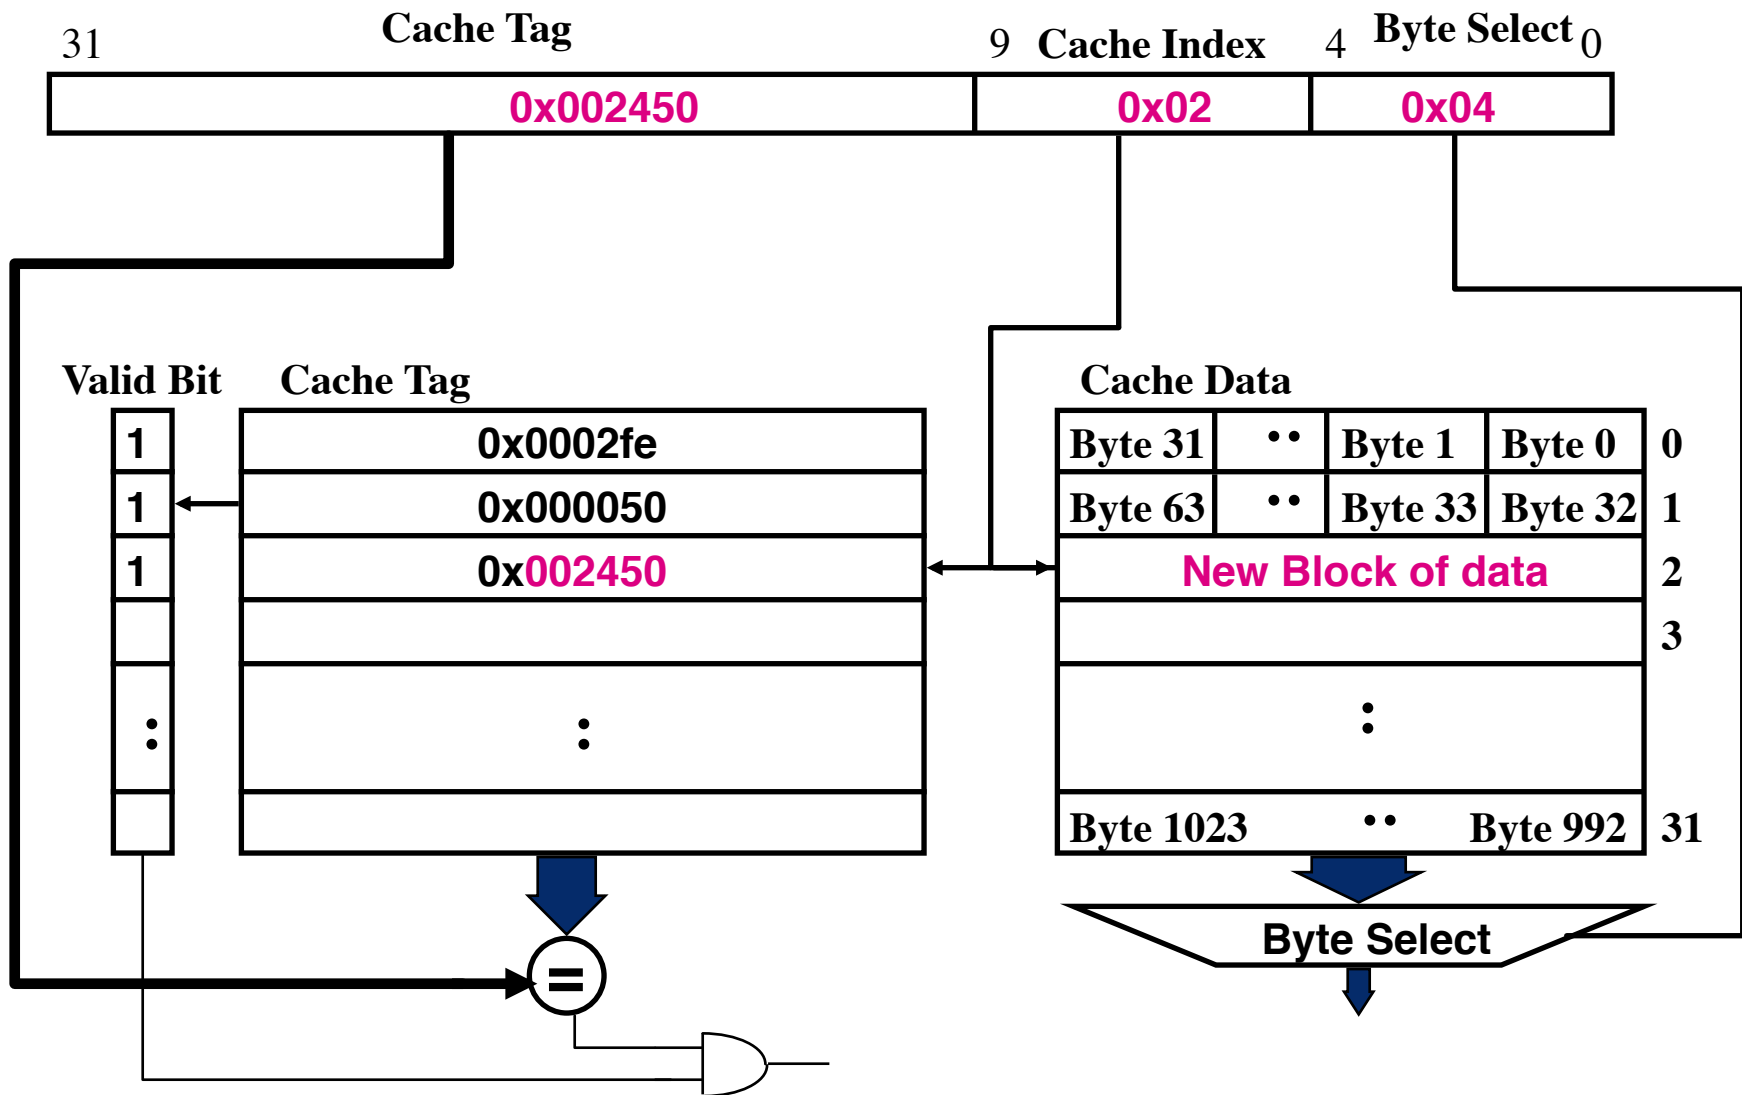 Cache Tag
31 9 Cache Index 4 Byte Select 0
0x002450 0x02 0x04
Valid Bit Cache Tag Cache Data
1 0x0002fe Byte 31 .. Byte 1 Byte 0 0
1 0x000050 Byte 63 .. Byte 33 Byte 32 1
1 0x002450 New Block of data 2
3
: : :
Byte 1023 .. Byte 992 31
Byte Select
=